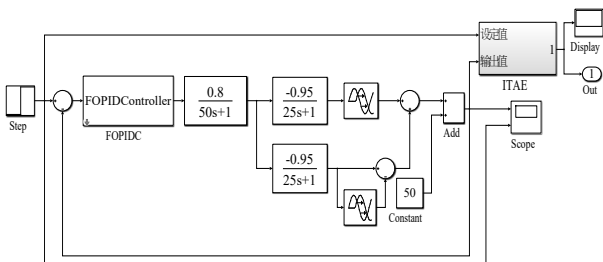 设定值
输出值
1
ITAE
Display
1
Out
Step
FOPIDController
FOPIDC
0.8
50s+1
-0.95
25s+1
Add
Scope
-0.95
25s+1
50
Constant